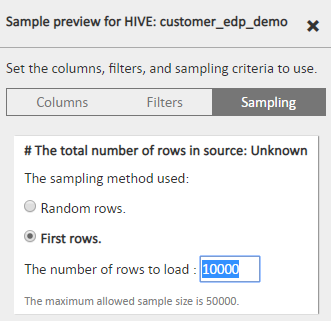 Sample preview for HIVE: customer_edp_demo
Set the columns, filters, and sampling criteria to use.
Columns Filters Sampling
# The total number of rows in source: Unknown
The sampling method used:
Random rows.
First rows.
The number of rows to load : 10000
The maximum allowed sample size is 50000.